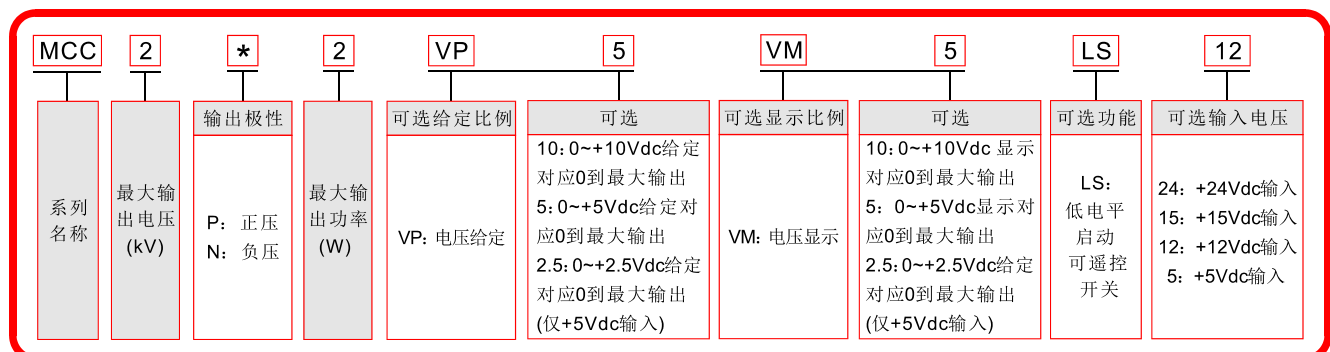 MCC 2 * 2 VP 5 VM 5 LS 12
系列
名称
最大输
出电压
(kV)
输出极性
P：正压
N：负压
最大输
出功率
(W)
可选给定比例
VP：电压给定
可选
10：0~+10Vdc给定
对应0到最大输出
5：0~+5Vdc给定对
应0到最大输出
2.5：0~+2.5Vdc给定
对应0到最大输出
(仅+5Vdc输入)
可选显示比例
VM：电压显示
可选
10：0~+10Vdc 显示
对应0到最大输出
5：0~+5Vdc显示对
应0到最大输出
2.5：0~+2.5Vdc给定
对应0到最大输出
(仅+5Vdc输入)
可选功能
LS：
低电平
启动
可遥控
开关
可选输入电压
24：+24Vdc输入
15：+15Vdc输入
12：+12Vdc输入
5：+5Vdc输入